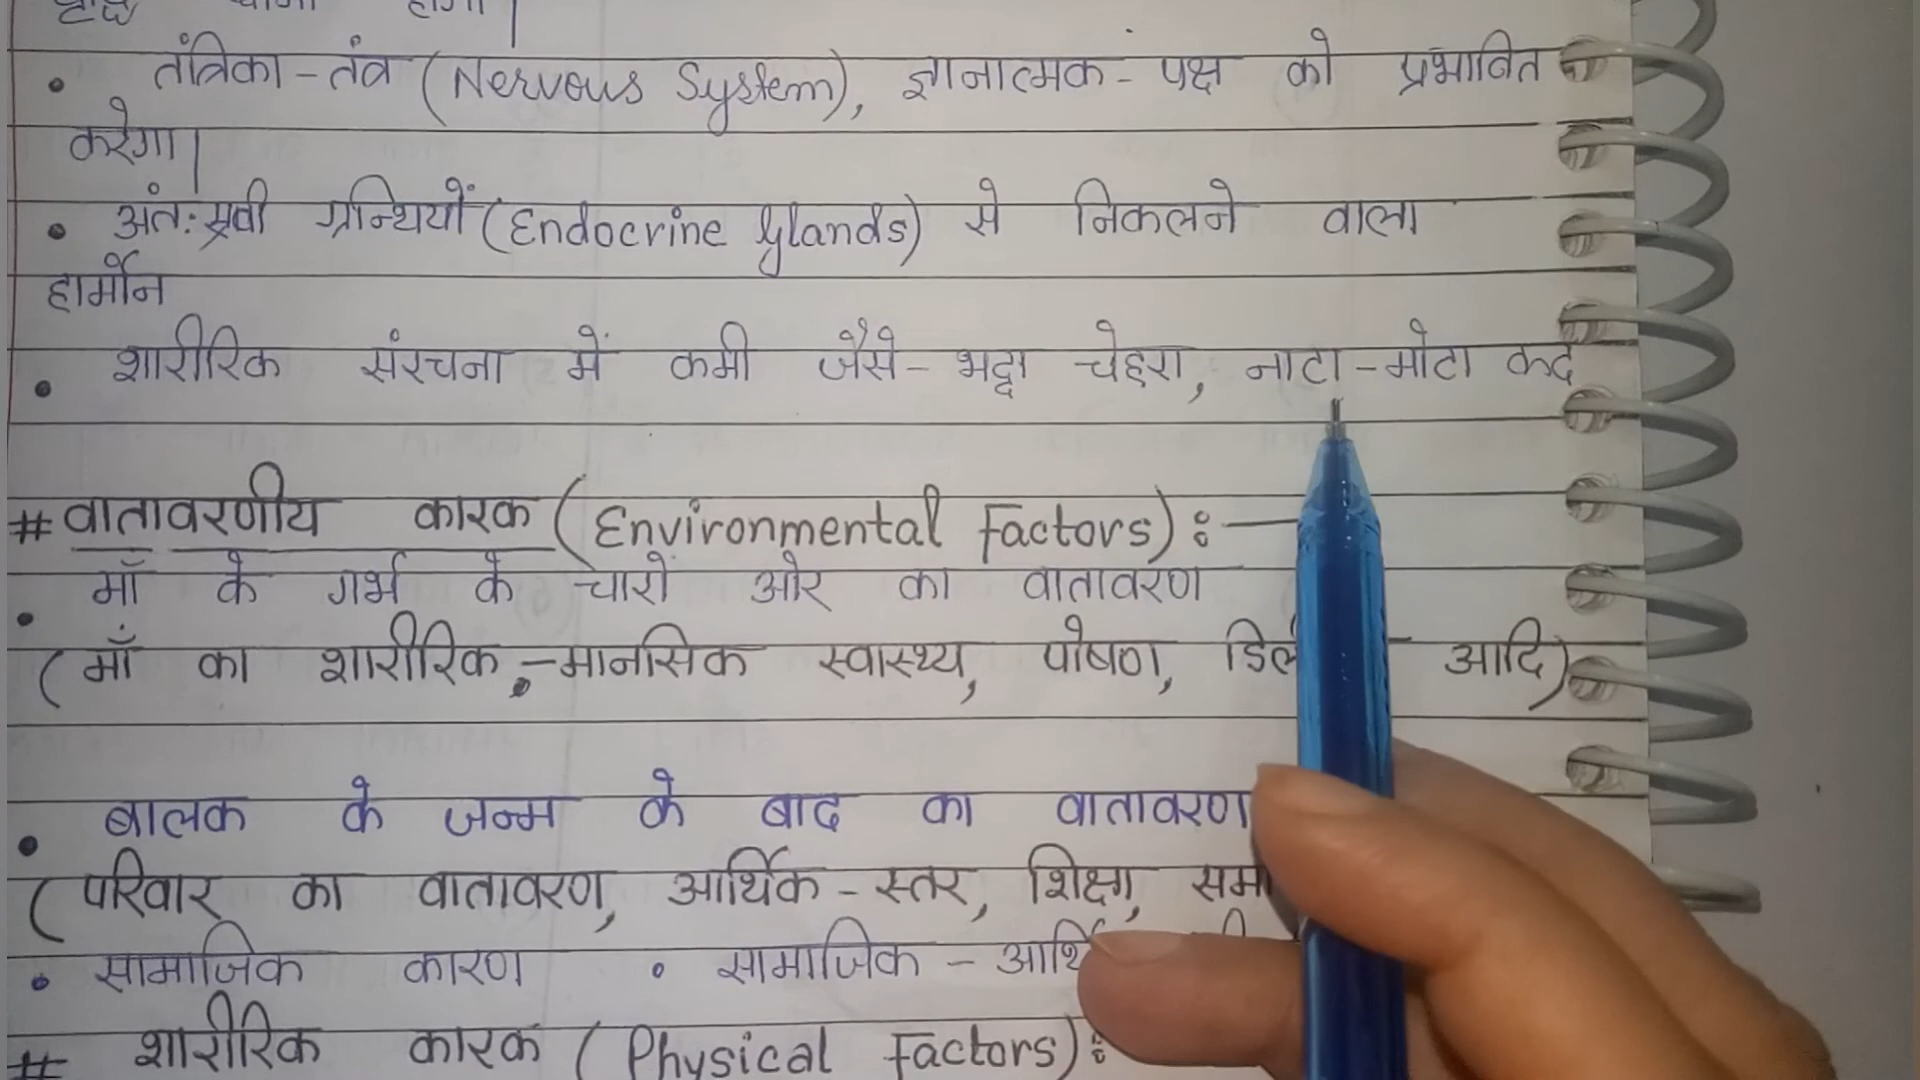 • तंत्रिका-तंत्र (Nervous System), ज्ञानात्मक-पक्ष को प्रभावित
करेगा।
• अंतःस्रवी ग्रन्थियों (Endocrine Glands) से निकलने वाला
हार्मोन
• शारीरिक संरचना में कमी जैसे- भद्दा चेहरा, नाटा-मोटा कद
# वातावरणीय कारक (Environmental Factors) :—
• माँ के गर्भ के चारों ओर का वातावरण
(माँ का शारीरिक-मानसिक स्वास्थ्य, पोषण, आदि)
• बालक के जन्म के बाद का वातावरण
(परिवार का वातावरण, आर्थिक-स्तर, शिक्षा,
• सामाजिक कारण • सामाजिक -
# शारीरिक कारक (Physical Factors) :